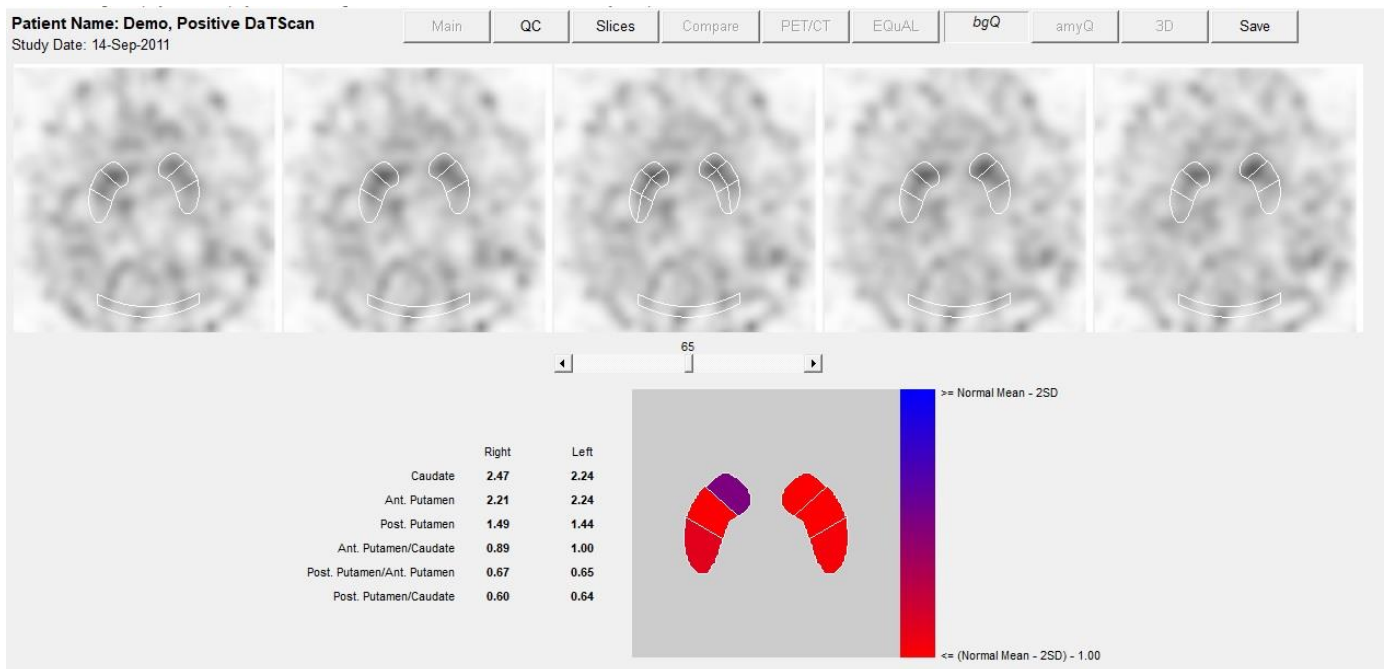 Patient Name: Demo, Positive DaTScan
Study Date: 14-Sep-2011
Main QC Slices Compare PET/CT EQuAL bgQ amyQ 3D Save
65
>= Normal Mean - 2SD
Right Left
Caudate 2.47 2.24
Ant. Putamen 2.21 2.24
Post. Putamen 1.49 1.44
Ant. Putamen/Caudate 0.89 1.00
Post. Putamen/Ant. Putamen 0.67 0.65
Post. Putamen/Caudate 0.60 0.64
<= (Normal Mean - 2SD) - 1.00